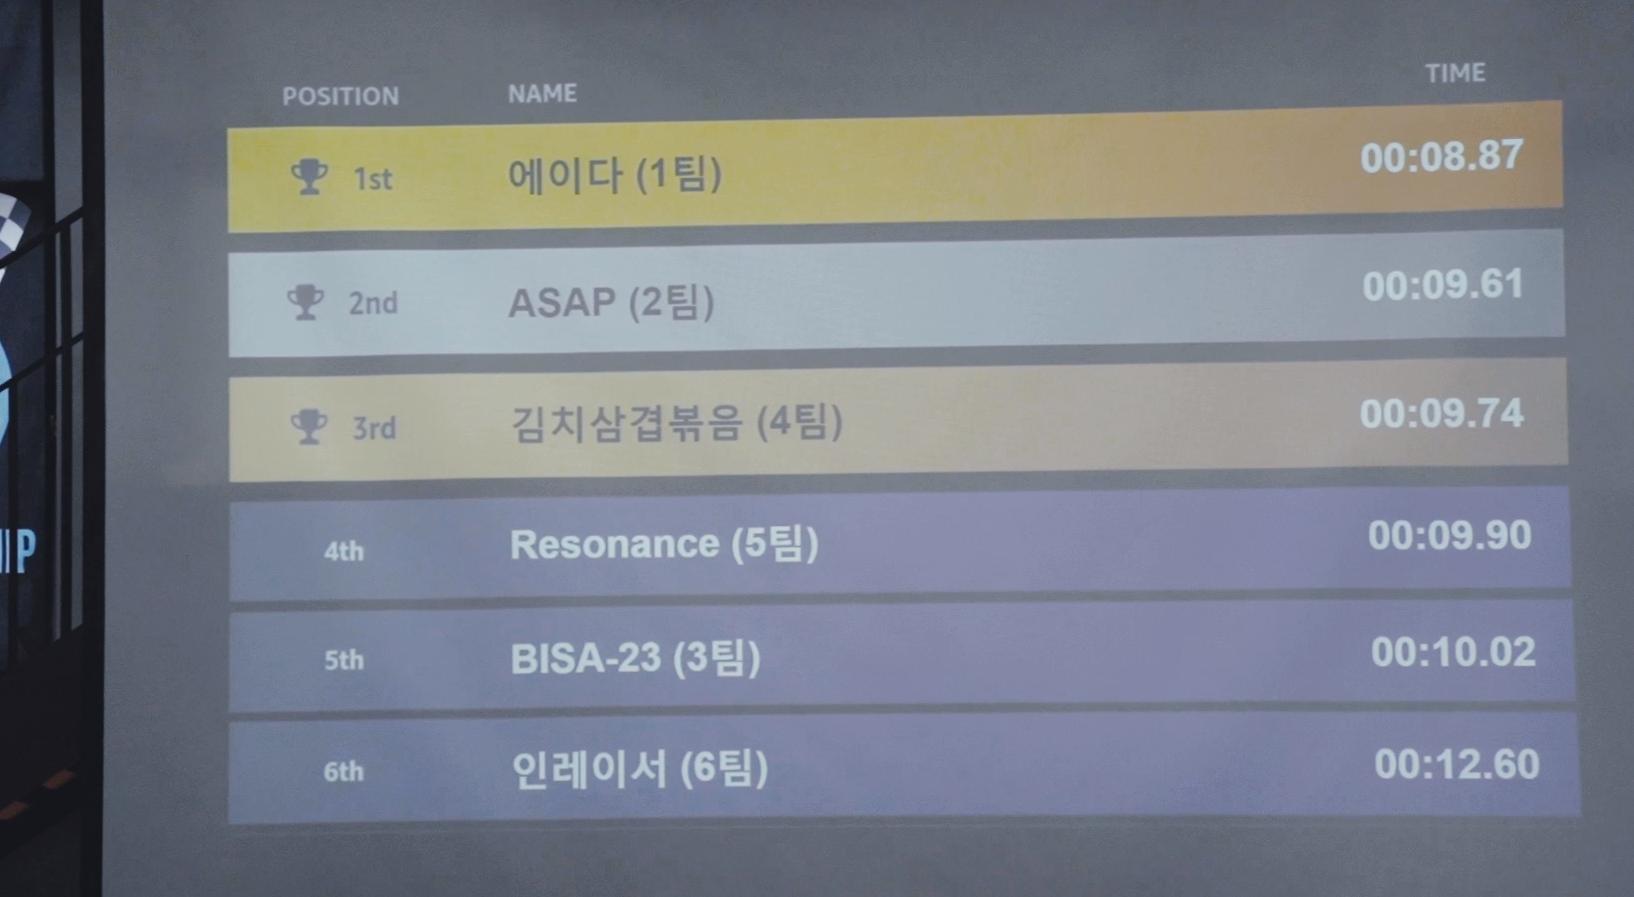 POSITION NAME TIME
1st 에이다 (1팀) 00:08.87
2nd ASAP (2팀) 00:09.61
3rd 김치삼겹볶음 (4팀) 00:09.74
4th Resonance (5팀) 00:09.90
5th BISA-23 (3팀) 00:10.02
6th 인레이서 (6팀) 00:12.60